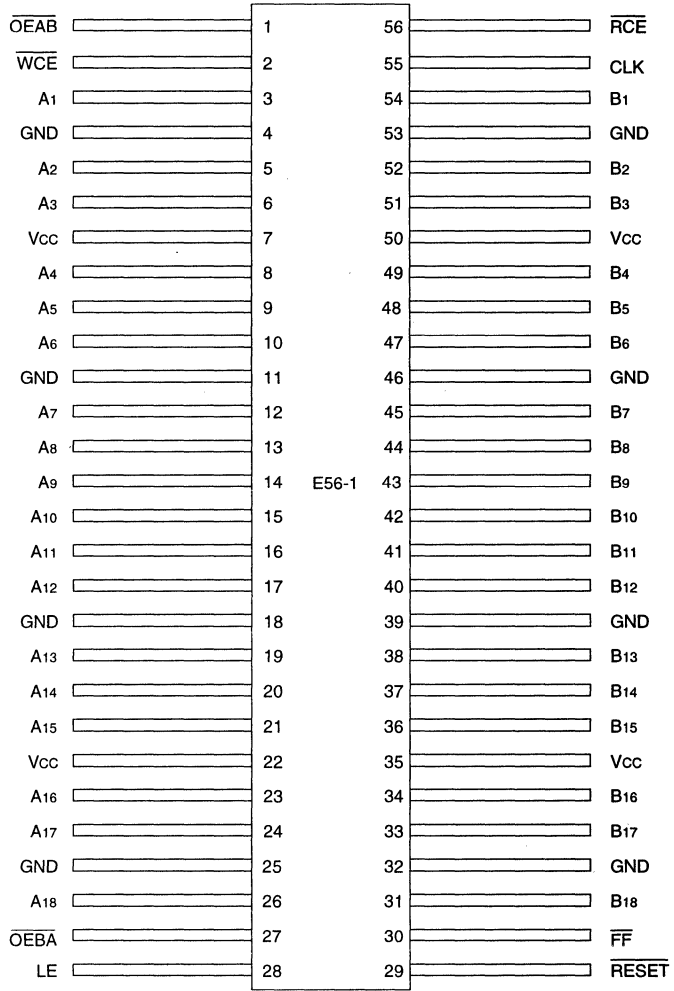 OEAB 1 56 RCE
WCE 2 55 CLK
A1 3 54 B1
GND 4 53 GND
A2 5 52 B2
A3 6 51 B3
Vcc 7 50 Vcc
A4 8 49 B4
A5 9 48 B5
A6 10 47 B6
GND 11 46 GND
A7 12 45 B7
A8 13 44 B8
A9 14 E56-1 43 B9
A10 15 42 B10
A11 16 41 B11
A12 17 40 B12
GND 18 39 GND
A13 19 38 B13
A14 20 37 B14
A15 21 36 B15
Vcc 22 35 Vcc
A16 23 34 B16
A17 24 33 B17
GND 25 32 GND
A18 26 31 B18
OEBA 27 30 FF
LE 28 29 RESET